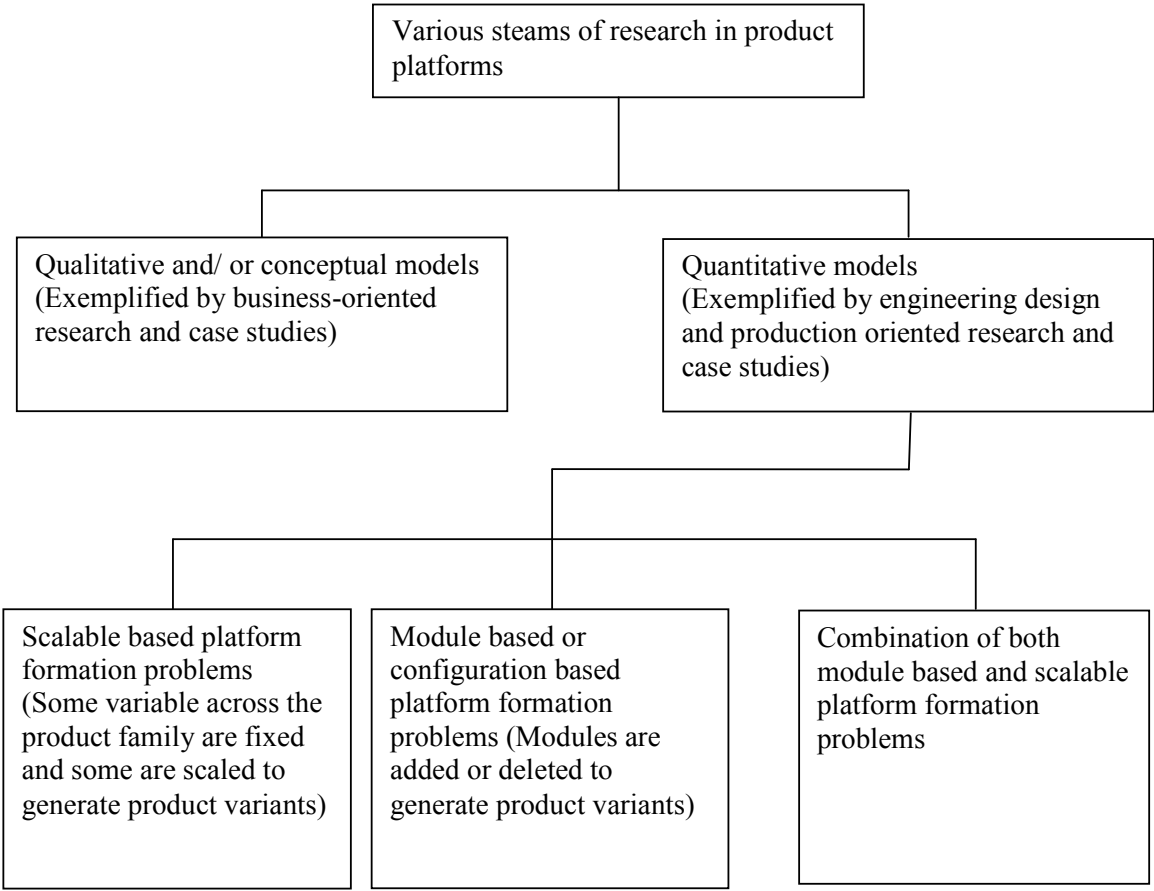 Various steams of research in product
platforms
Qualitative and/ or conceptual models
(Exemplified by business-oriented
research and case studies)
Quantitative models
(Exemplified by engineering design
and production oriented research and
case studies)
Scalable based platform
formation problems
(Some variable across the
product family are fixed
and some are scaled to
generate product variants)
Module based or
configuration based
platform formation
problems (Modules are
added or deleted to
generate product variants)
Combination of both
module based and scalable
platform formation
problems